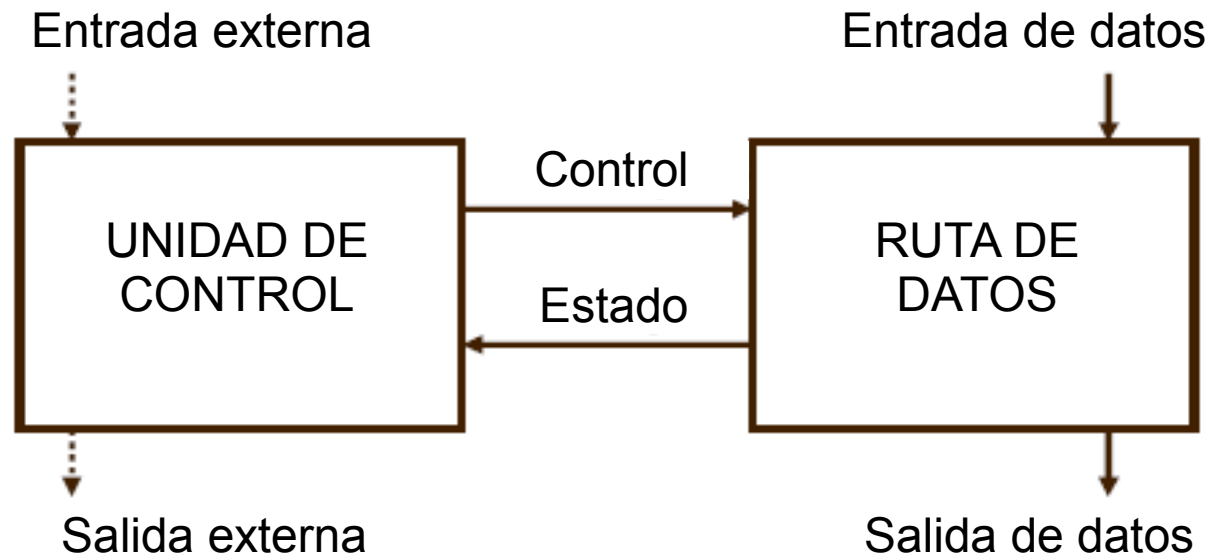 Entrada externa
Entrada de datos
Control
UNIDAD DE
CONTROL
RUTA DE
DATOS
Estado
Salida externa
Salida de datos